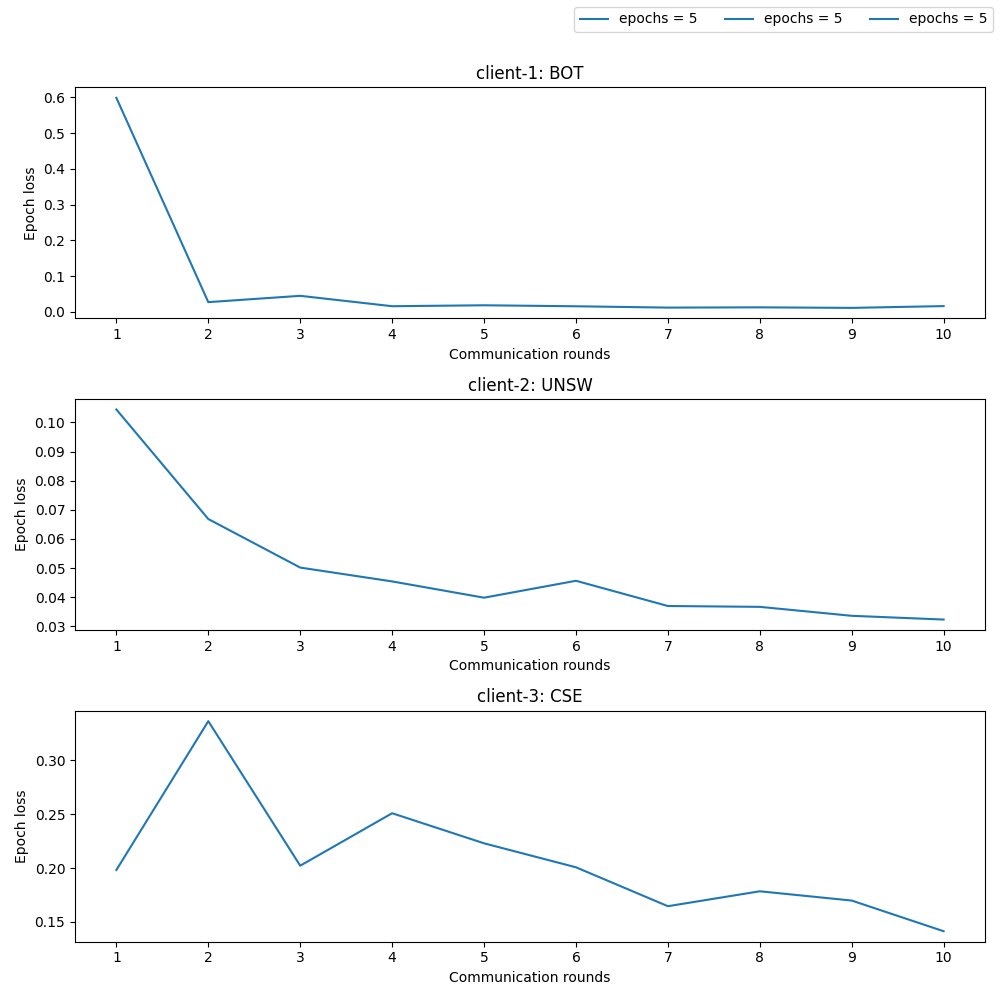 epochs = 5 epochs = 5 epochs = 5
client-1: BOT
Epoch loss
0.6
0.5
0.4
0.3
0.2
0.1
0.0
1 2 3 4 5 6 7 8 9 10
Communication rounds
client-2: UNSW
Epoch loss
0.10
0.09
0.08
0.07
0.06
0.05
0.04
0.03
1 2 3 4 5 6 7 8 9 10
Communication rounds
client-3: CSE
Epoch loss
0.30
0.25
0.20
0.15
1 2 3 4 5 6 7 8 9 10
Communication rounds